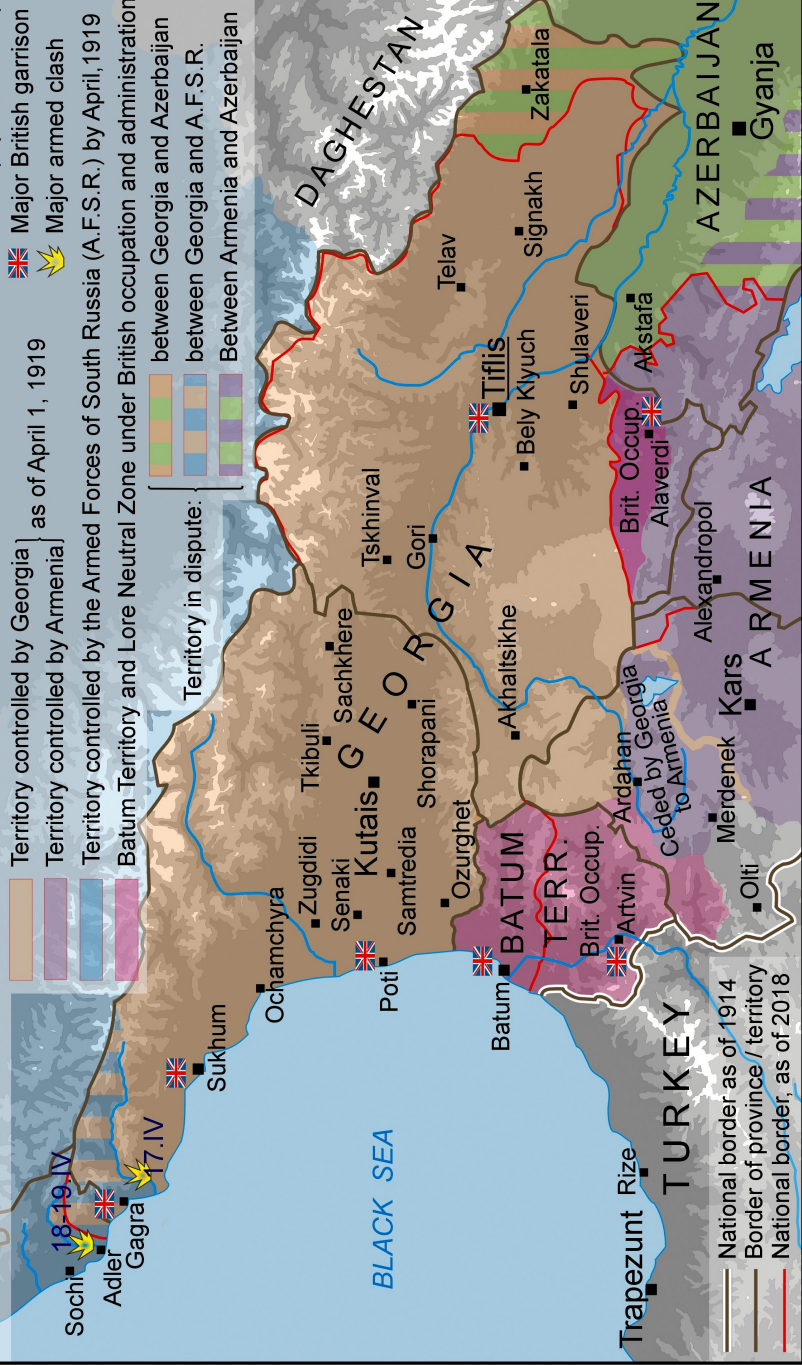 Territory controlled by Georgia
Territory controlled by Armenia
as of April 1, 1919
Territory controlled by the Armed Forces of South Russia (A.F.S.R.) by April,1919
Batum Territory and Lore Neutral Zone under British occupation and administration
Major British garrison
Major armed clash
Territory in dispute:
between Georgia and Azerbaijan
between Georgia and A.F.S.R.
Between Armenia and Azerbaijan
DAGHESTAN
18-19.IV
17.IV
Sochi
Adler
Gagra
Sukhum
Ochamchyra
Zugdidi
Senaki
Poti
Kutais
Samtredia
Tkibuli
Sachkhere
Shorapani
Ozurghet
GEORGIA
Tskhinval
Gori
Akhaltsikhe
Tiflis
Bely Klyuch
Shulaveri
Telav
Signakh
Zakatala
BLACK SEA
Batum
BATUM
TERR.
Brit. Occup.
Artvin
Ardahan
Ceded by Georgia
to Armenia
Merdenek
Kars
Olti
Alexandropol
ARMENIA
Brit. Occup.
Alaverdi
Akstafa
AZERBAIJAN
Gyanja
Trapezunt
Rize
TURKEY
National border as of 1914
Border of province / territory
National border, as of 2018